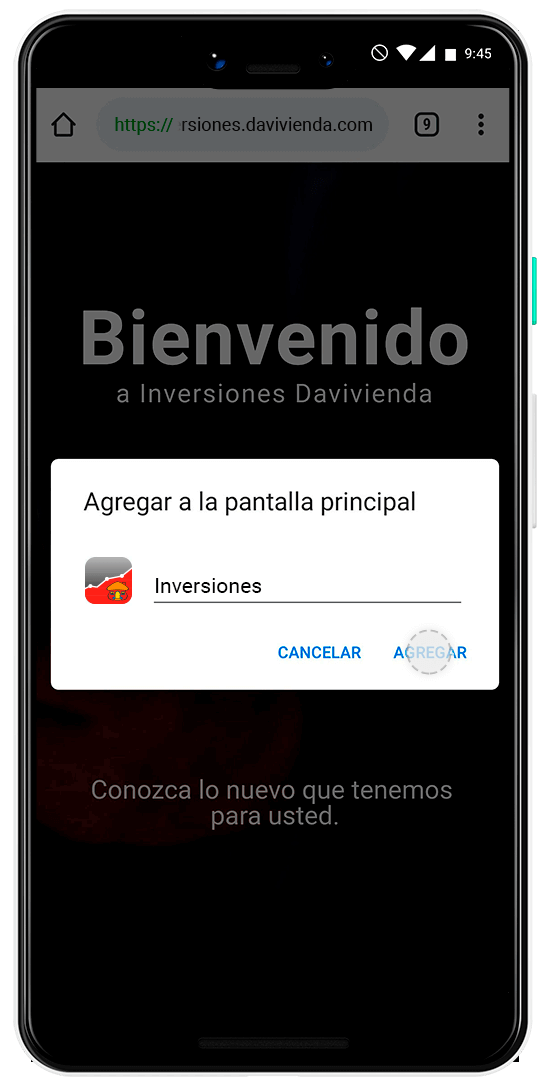 9:45
https://rsiones.davivienda.com
9
Bienvenido
a Inversiones Davivienda
Agregar a la pantalla principal
Inversiones
CANCELAR AGREGAR
Conozca lo nuevo que tenemos
para usted.